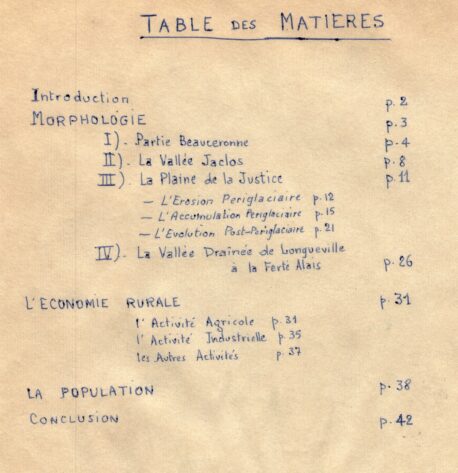 TABLE DES MATIERES
Introduction p. 2
MORPHOLOGIE p. 3
I). Partie Beauceronne p. 4
II). La Vallée Jaclos p. 8
III). La Plaine de la Justice p. 11
— L'Erosion Periglaciaire p. 12
— L'Accumulation Periglaciaire p. 15
— L'Evolution Post-Periglaciaire p. 21
IV). La Vallée Drainée de Longueville
à la Ferté Alais p. 26
L'ECONOMIE RURALE p. 31
l'Activité Agricole p. 31
l'Activité Industrielle p. 35
les Autres Activités p. 37
LA POPULATION p. 38
CONCLUSION p. 42